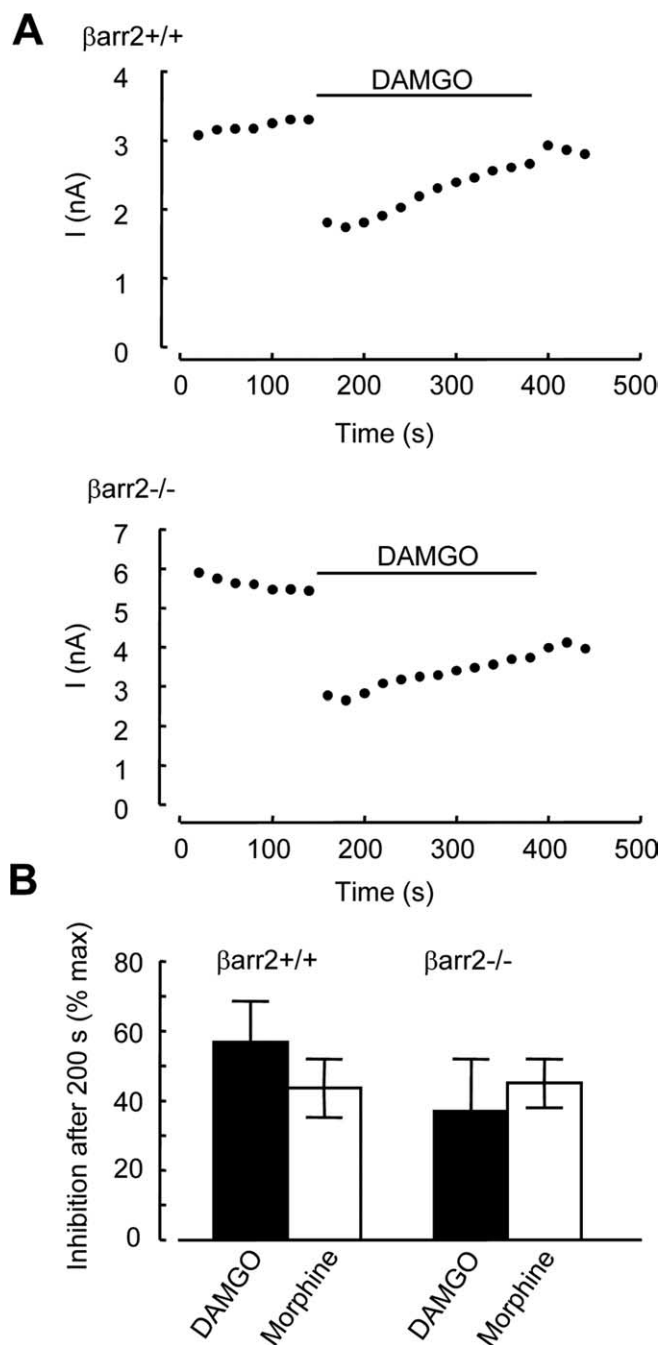 A
βarr2+/+
DAMGO
I (nA)
4
3
2
1
0
0 100 200 300 400 500
Time (s)
βarr2-/-
DAMGO
I (nA)
7
6
5
4
3
2
1
0
0 100 200 300 400 500
Time (s)
B
Inhibition after 200 s (% max)
80
60
40
20
0
βarr2+/+ βarr2-/-
DAMGO Morphine DAMGO Morphine